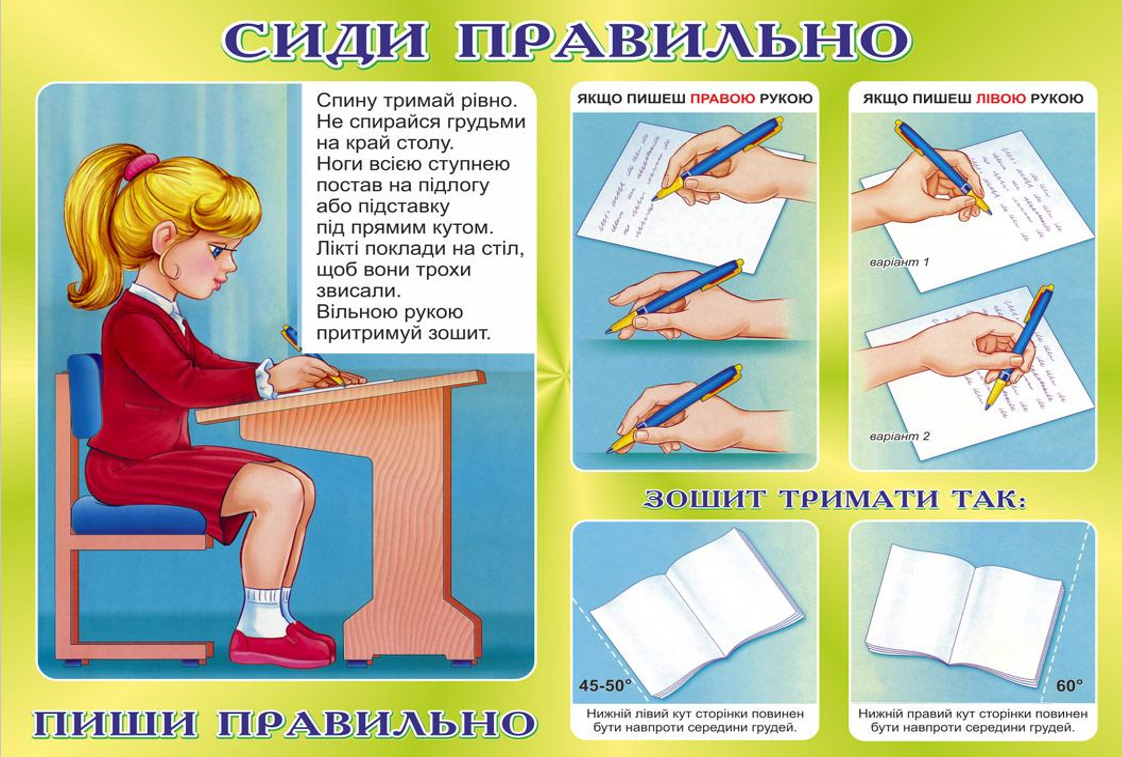 СИДИ ПРАВИЛЬНО
Спину тримай рівно.
Не спирайся грудьми
на край столу.
Ноги всією ступнею
постав на підлогу
або підставку
під прямим кутом.
Лікті поклади на стіл,
щоб вони трохи
звисали.
Вільною рукою
притримуй зошит.
ПИШИ ПРАВИЛЬНО
ЯКЩО ПИШЕШ ПРАВОЮ РУКОЮ
ЯКЩО ПИШЕШ ЛІВОЮ РУКОЮ
варіант 1
варіант 2
ЗОШИТ ТРИМАТИ ТАК:
45-50°
Нижній лівий кут сторінки повинен
бути навпроти середини грудей.
60°
Нижній правий кут сторінки повинен
бути навпроти середини грудей.